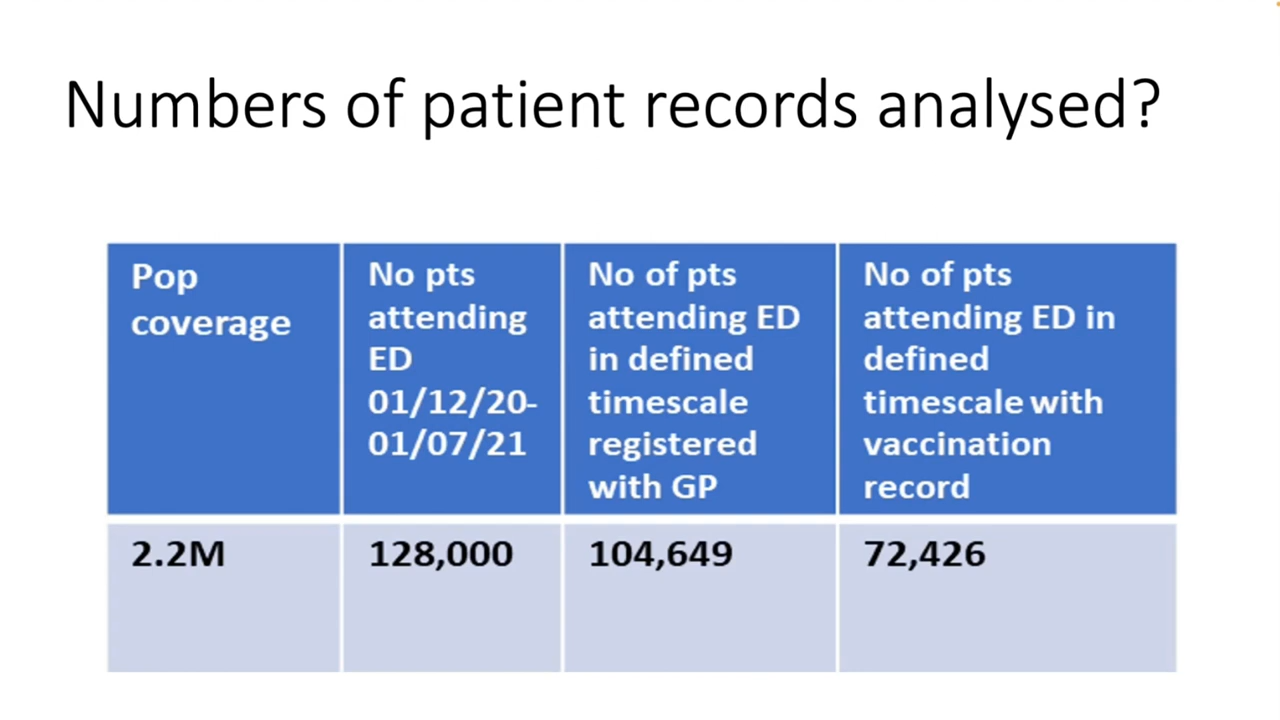 Numbers of patient records analysed?
Pop
coverage
No pts
attending
ED
01/12/20-
01/07/21
No of pts
attending ED
in defined
timescale
registered
with GP
No of pts
attending ED in
defined
timescale with
vaccination
record
2.2M
128,000
104,649
72,426